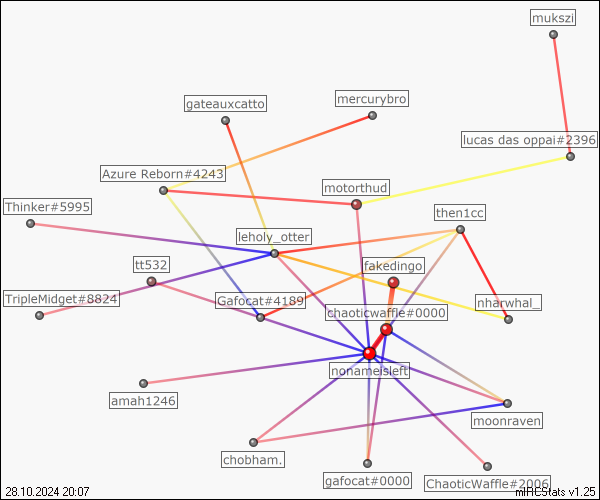 mukszi
mercurybro
gateauxcatto
lucas das oppai#2396
Azure Reborn#4243
motorthud
Thinker#5995
then1cc
leholy_otter
tt532
fakedingo
TripleMidget#8824
Gafocat#4189
nharwhal_
chaoticwaffle#0000
nonameisleft
amah1246
moonraven
chobham.
gafocat#0000
ChaoticWaffle#2006
28.10.2024 20:07
mIRCStats v1.25